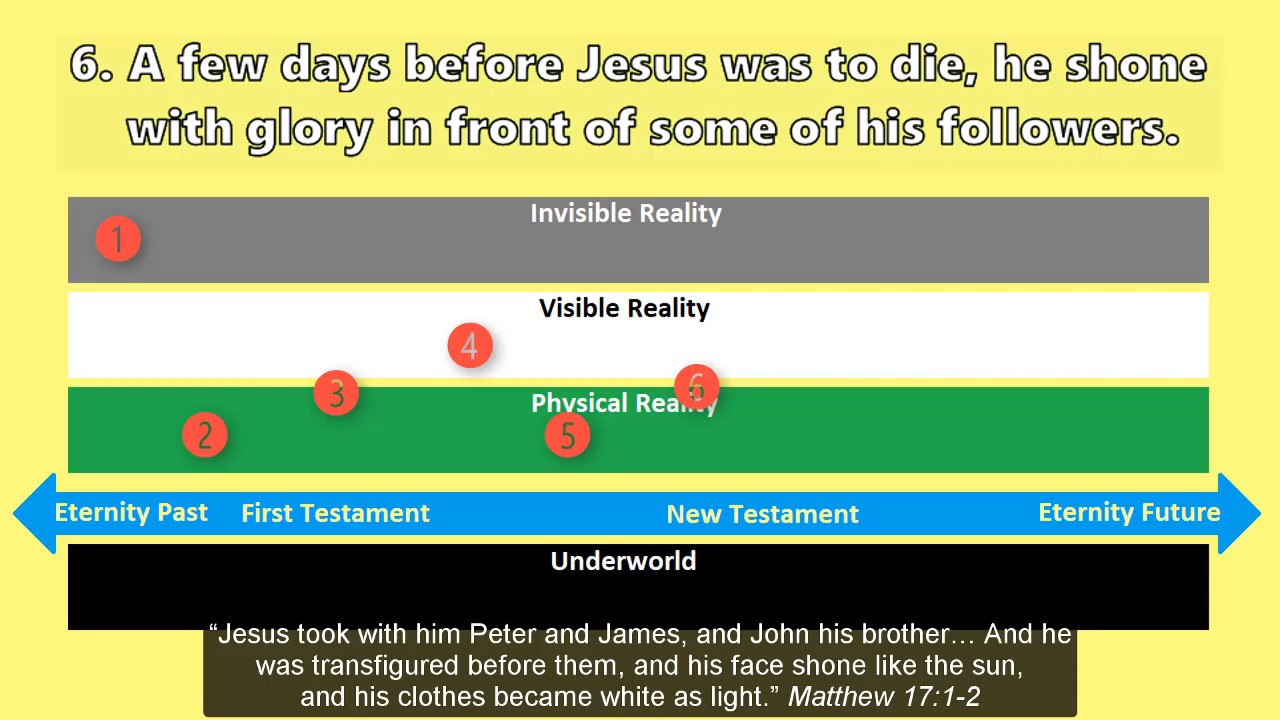 6. A few days before Jesus was to die, he shone
with glory in front of some of his followers.
Invisible Reality
1
Visible Reality
4
3
6
Physical Reality
2
5
Eternity Past
First Testament
New Testament
Eternity Future
Underworld
“Jesus took with him Peter and James, and John his brother… And he
was transfigured before them, and his face shone like the sun,
and his clothes became white as light.” Matthew 17:1-2